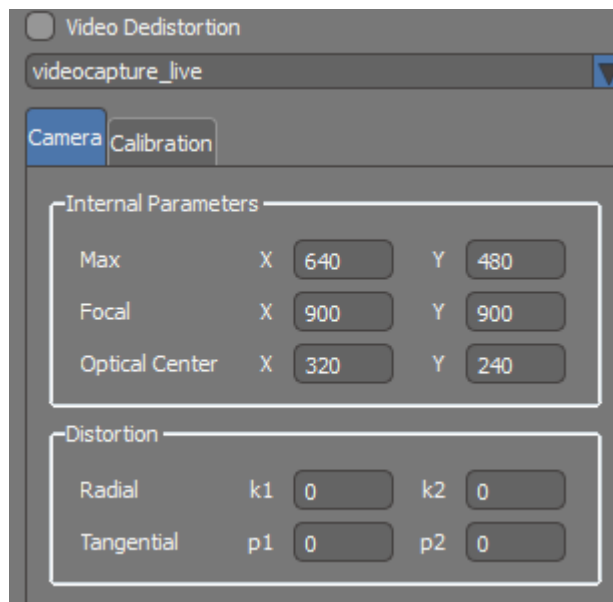 Video Dedistortion
videocapture_live
Camera Calibration
Internal Parameters
Max X 640 Y 480
Focal X 900 Y 900
Optical Center X 320 Y 240
Distortion
Radial k1 0 k2 0
Tangential p1 0 p2 0